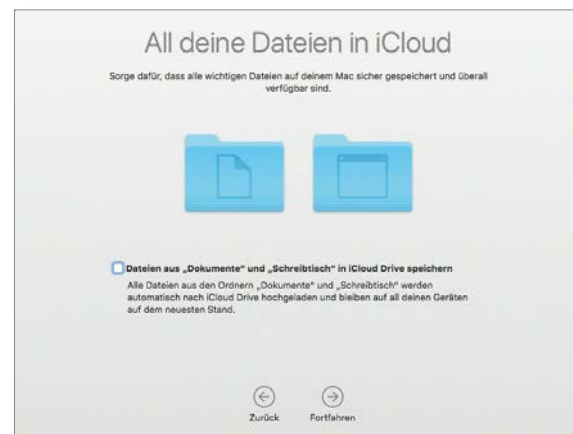 All deine Dateien in iCloud
Sorge dafür, dass alle wichtigen Dateien auf deinem Mac sicher gespeichert und überall
verfügbar sind.
Dateien aus „Dokumente“ und „Schreibtisch“ in iCloud Drive speichern
Alle Dateien aus den Ordnern „Dokumente“ und „Schreibtisch“ werden
automatisch nach iCloud Drive hochgeladen und bleiben auf all deinen Geräten
auf dem neuesten Stand.
Zurück Fortfahren